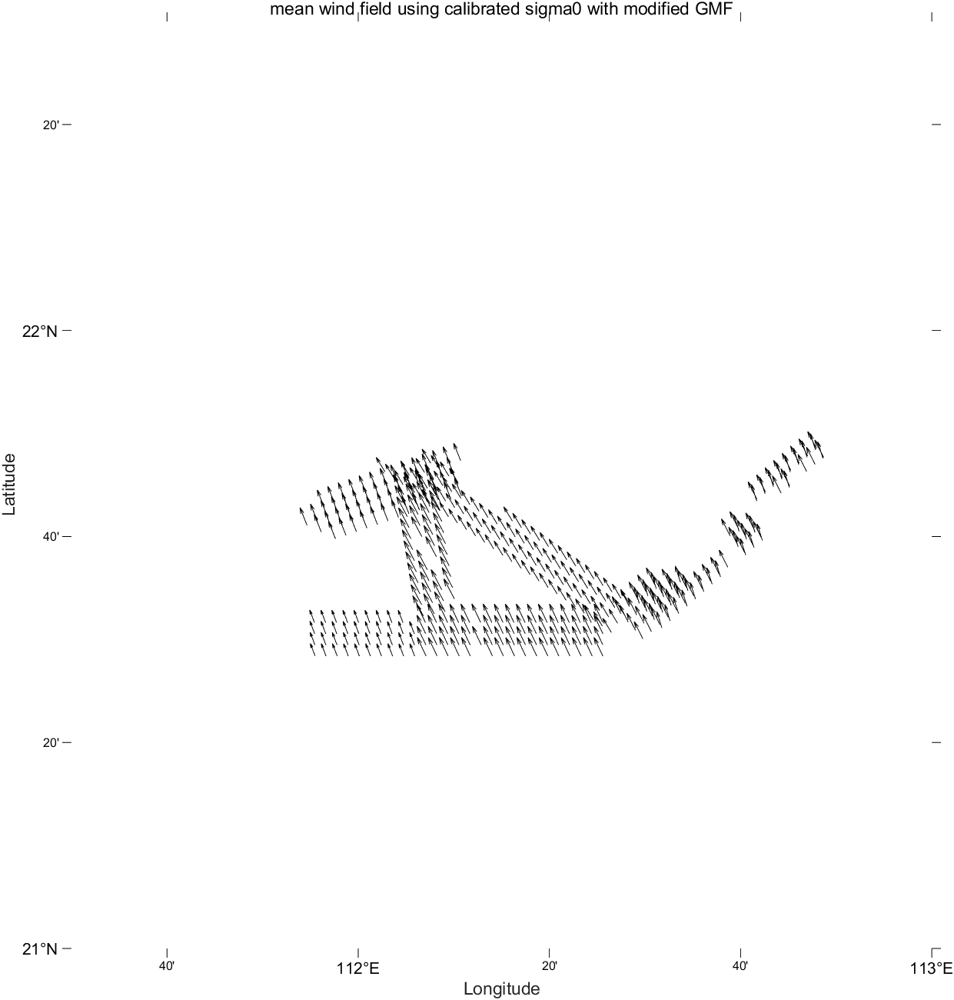 mean wind field using calibrated sigma0 with modified GMF
20'
22°N
Latitude
40'
20'
21°N
40'
112°E
20'
40'
113°E
Longitude